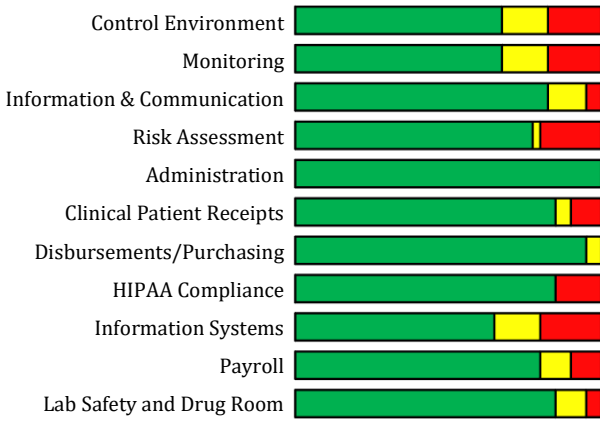 Control Environment
Monitoring
Information & Communication
Risk Assessment
Administration
Clinical Patient Receipts
Disbursements/Purchasing
HIPAA Compliance
Information Systems
Payroll
Lab Safety and Drug Room